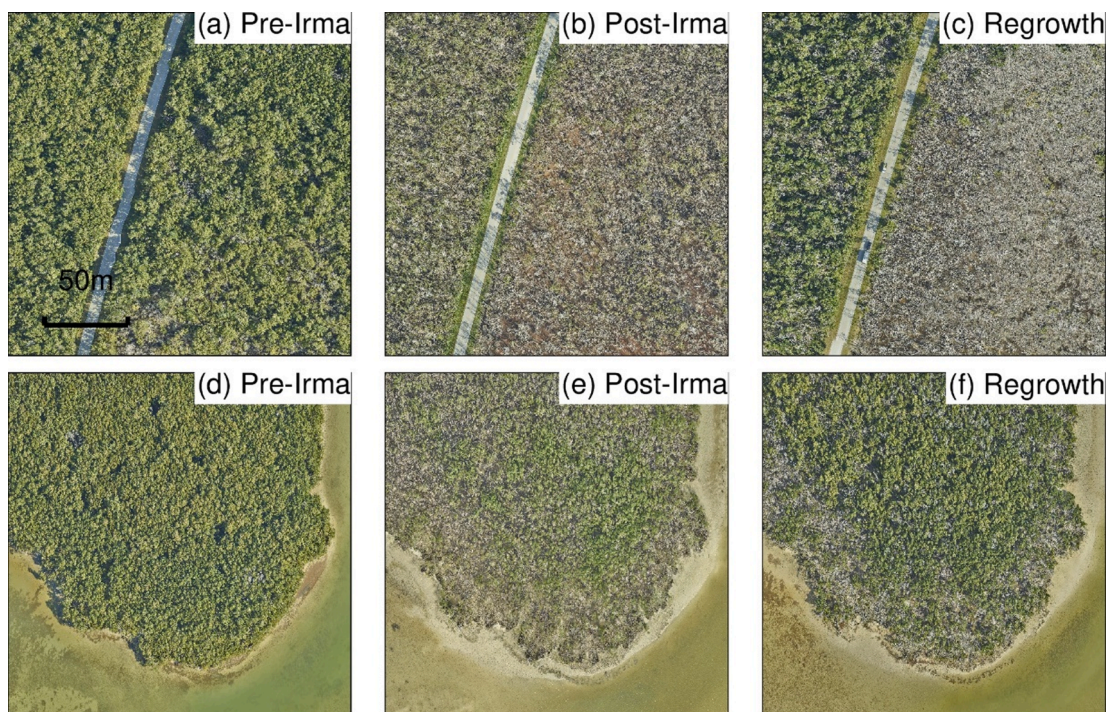 (a) Pre-Irma
(b) Post-Irma
(c) Regrowth
50m
(d) Pre-Irma
(e) Post-Irma
(f) Regrowth